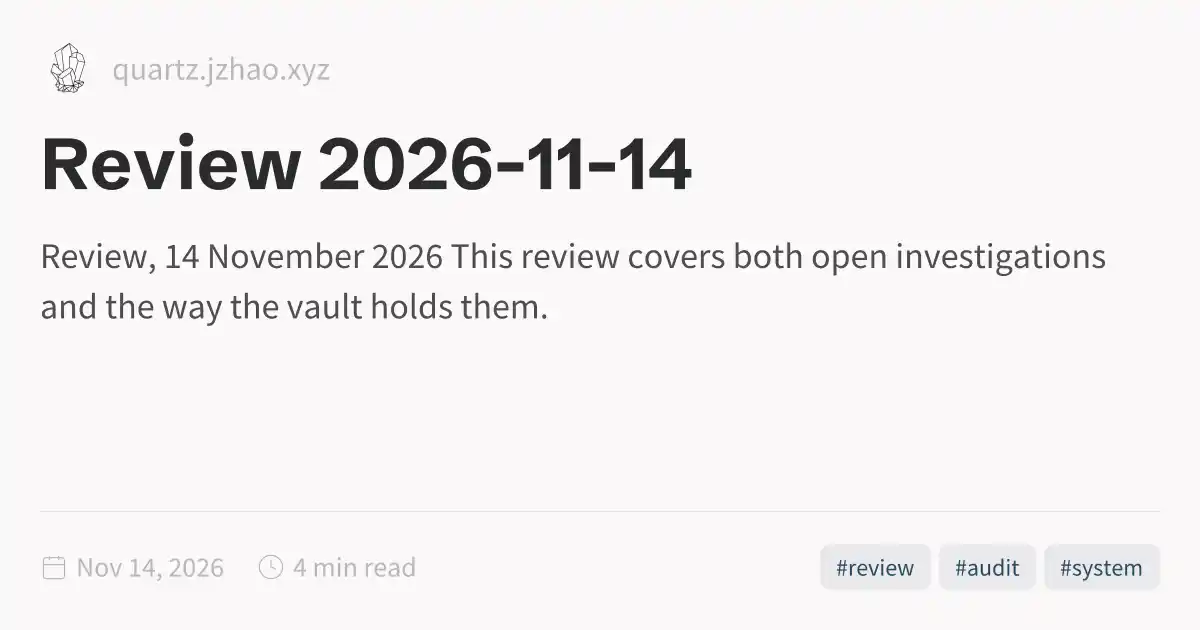 quartz.jzhao.xyz
Review 2026-11-14
Review, 14 November 2026 This review covers both open investigations
and the way the vault holds them.
Nov 14, 2026 4 min read #review #audit #system